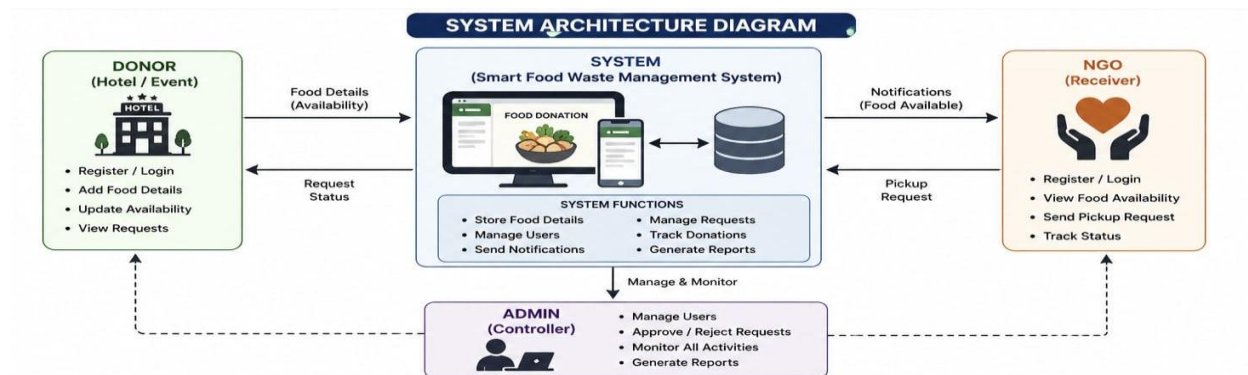 SYSTEM ARCHITECTURE DIAGRAM
DONOR
(Hotel / Event)
HOTEL
• Register / Login
• Add Food Details
• Update Availability
• View Requests
Food Details
(Availability)
Request
Status
SYSTEM
(Smart Food Waste Management System)
FOOD DONATION
SYSTEM FUNCTIONS
• Store Food Details
• Manage Users
• Send Notifications
• Manage Requests
• Track Donations
• Generate Reports
Notifications
(Food Available)
Pickup
Request
NGO
(Receiver)
• Register / Login
• View Food Availability
• Send Pickup Request
• Track Status
Manage & Monitor
ADMIN
(Controller)
• Manage Users
• Approve / Reject Requests
• Monitor All Activities
• Generate Reports